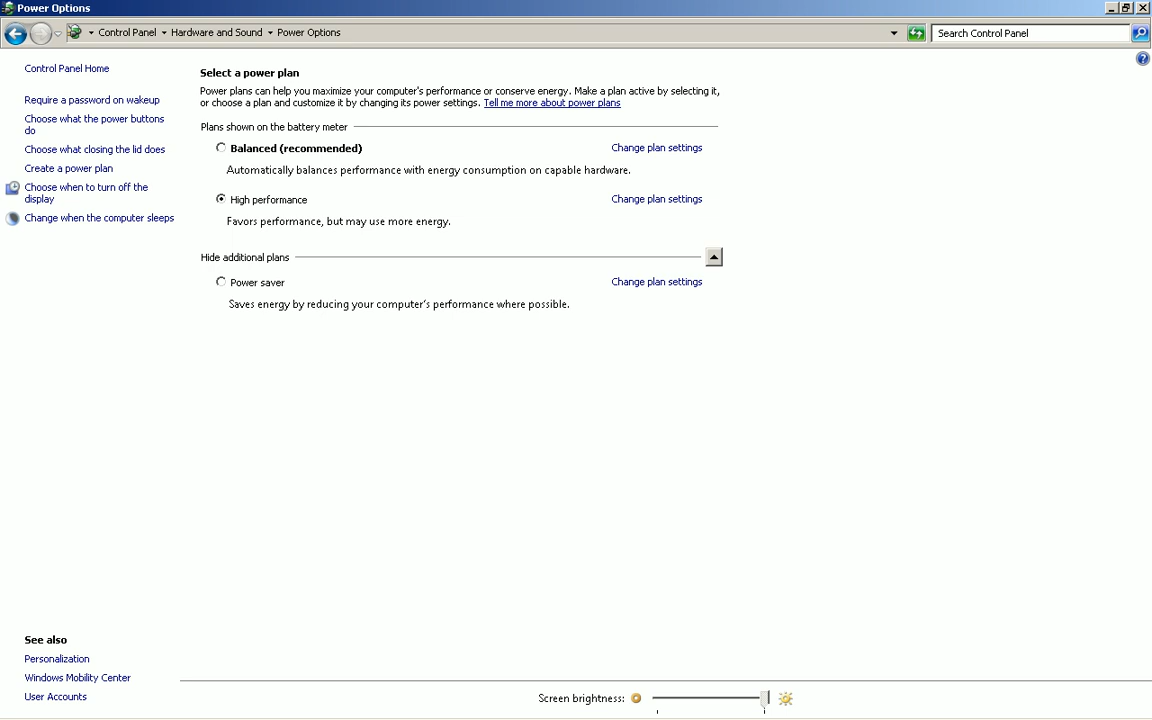 Power Options
Control Panel Hardware and Sound Power Options
Search Control Panel
Control Panel Home
Require a password on wakeup
Choose what the power buttons
do
Choose what closing the lid does
Create a power plan
Choose when to turn off the
display
Change when the computer sleeps
Select a power plan
Power plans can help you maximize your computer's performance or conserve energy. Make a plan active by selecting it,
or choose a plan and customize it by changing its power settings. Tell me more about power plans
Plans shown on the battery meter
Balanced (recommended) Change plan settings
Automatically balances performance with energy consumption on capable hardware.
High performance Change plan settings
Favors performance, but may use more energy.
Hide additional plans
Power saver Change plan settings
Saves energy by reducing your computer's performance where possible.
See also
Personalization
Windows Mobility Center
User Accounts
Screen brightness: